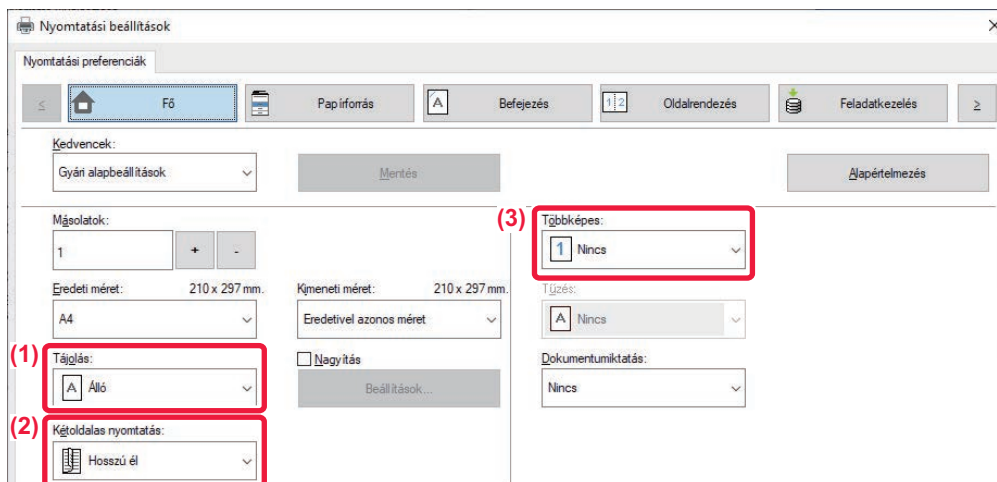 Nyomtatási beállítások
Nyomtatási preferenciák
≤ Fő Papírforrás A Befejezés 1 2 Oldalrendezés Feladatkezelés ≥
Kedvencek:
Gyári alapbeállítások Mentés Alapértelmezés
Másolatok: (3) Többképes:
1 + - 1 Nincs
Eredeti méret: 210 x 297 mm. Kimeneti méret: 210 x 297 mm. Tűzés:
A4 Eredetivel azonos méret A Nincs
(1) Tájolás: Nagyítás Dokumentumiktatás:
A Álló Beállítások... Nincs
(2) Kétoldalas nyomtatás:
Hosszú él